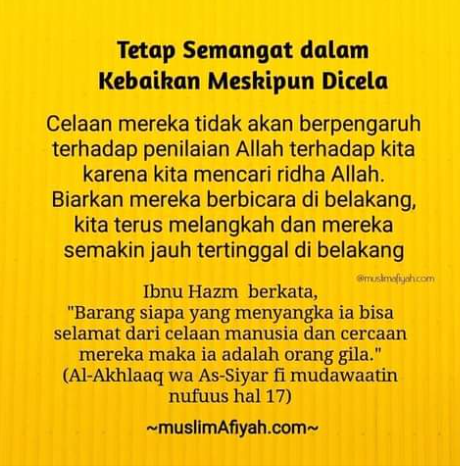 Tetap Semangat dalam
Kebaikan Meskipun Dicela
Celaan mereka tidak akan berpengaruh
terhadap penilaian Allah terhadap kita
karena kita mencari ridha Allah.
Biarkan mereka berbicara di belakang,
kita terus melangkah dan mereka
semakin jauh tertinggal di belakang
@muslimafiyah.com
Ibnu Hazm berkata,
"Barang siapa yang menyangka ia bisa
selamat dari celaan manusia dan cercaan
mereka maka ia adalah orang gila."
(Al-Akhlaaq wa As-Siyar fi mudawaatin
nufuus hal 17)
~muslimAfiyah.com~